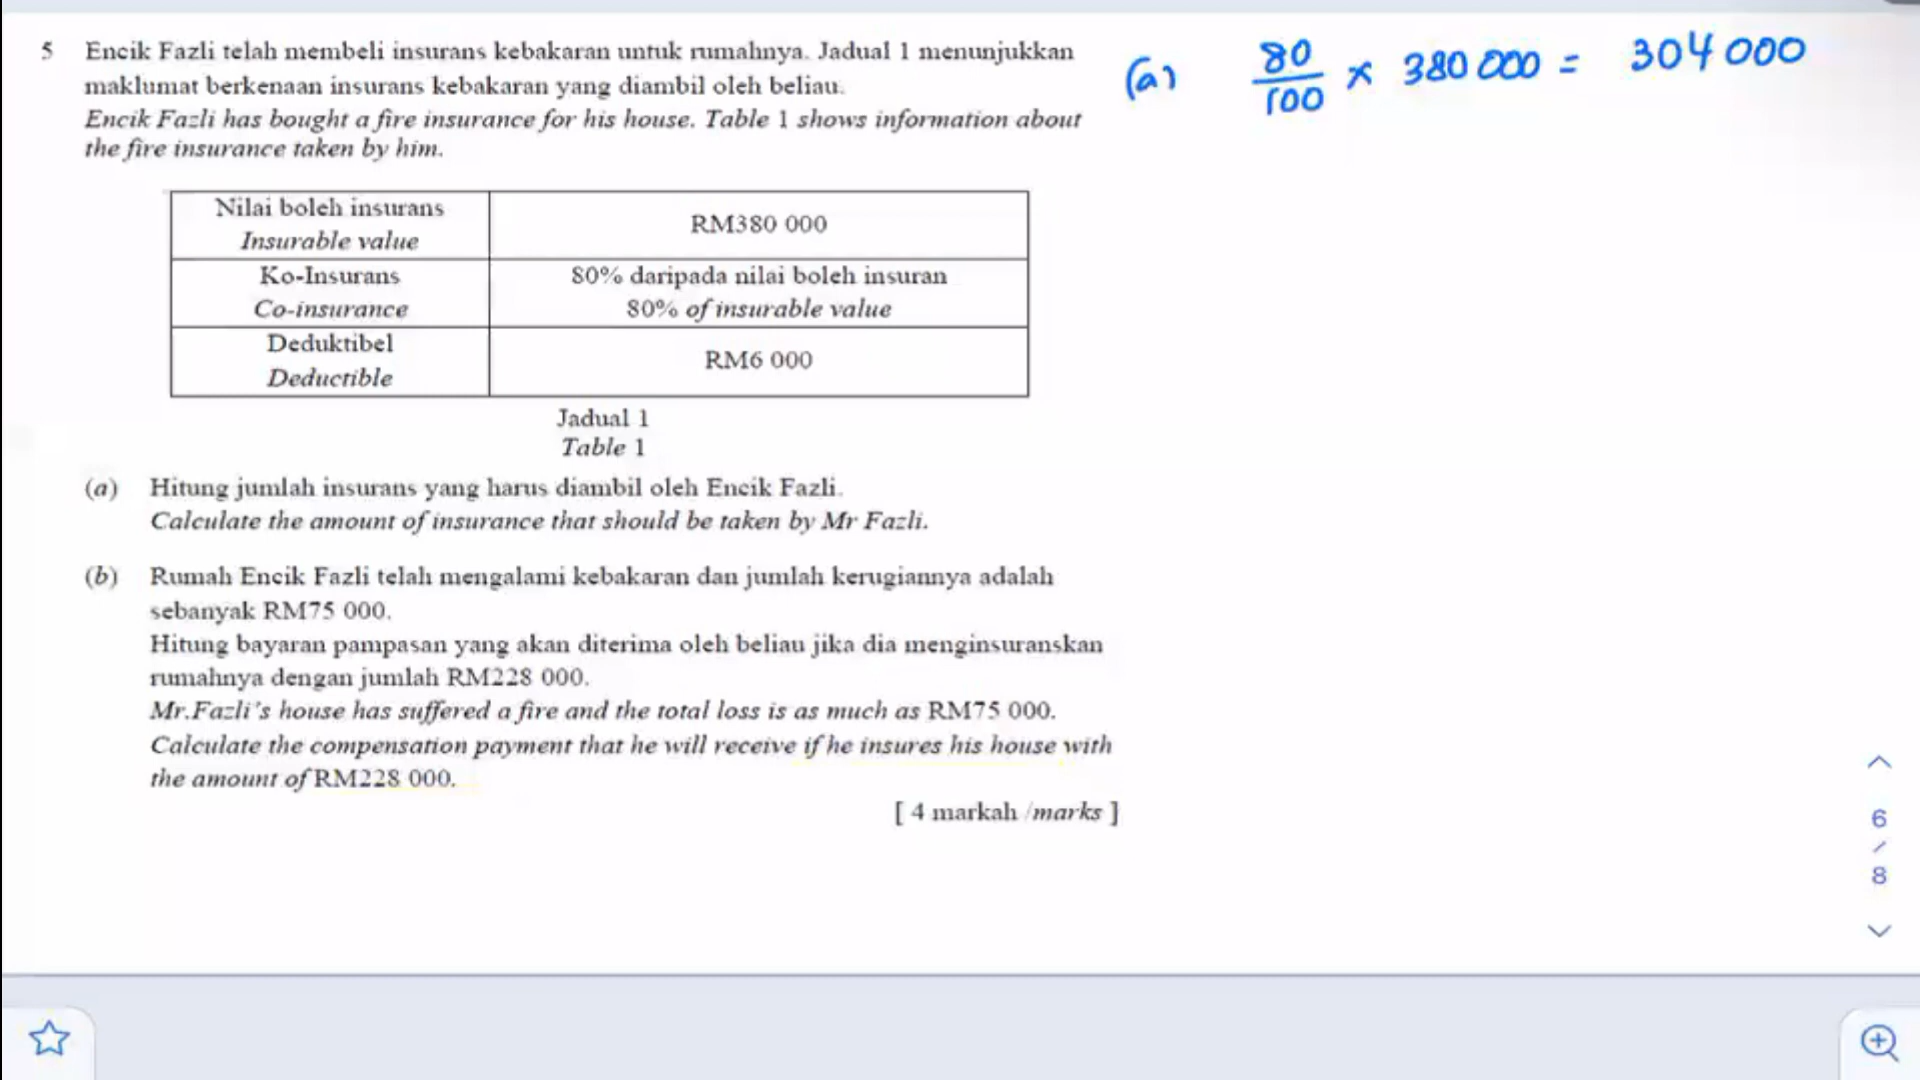 5 Encik Fazli telah membeli insurans kebakaran untuk rumahnya. Jadual 1 menunjukkan
maklumat berkenaan insurans kebakaran yang diambil oleh beliau.
Encik Fazli has bought a fire insurance for his house. Table 1 shows information about
the fire insurance taken by him.
Nilai boleh insurans
Insurable value
RM380 000
Ko-Insurans
Co-insurance
80% daripada nilai boleh insuran
80% of insurable value
Deduktibel
Deductible
RM6 000
Jadual 1
Table 1
(a) Hitung jumlah insurans yang harus diambil oleh Encik Fazli.
Calculate the amount of insurance that should be taken by Mr Fazli.
(b) Rumah Encik Fazli telah mengalami kebakaran dan jumlah kerugiannya adalah
sebanyak RM75 000.
Hitung bayaran pampasan yang akan diterima oleh beliau jika dia menginsuranskan
rumahnya dengan jumlah RM228 000.
Mr.Fazli's house has suffered a fire and the total loss is as much as RM75 000.
Calculate the compensation payment that he will receive if he insures his house with
the amount of RM228 000.
[ 4 markah /marks ]
(a) 80/100 × 380 000 = 304 000
6
/
8